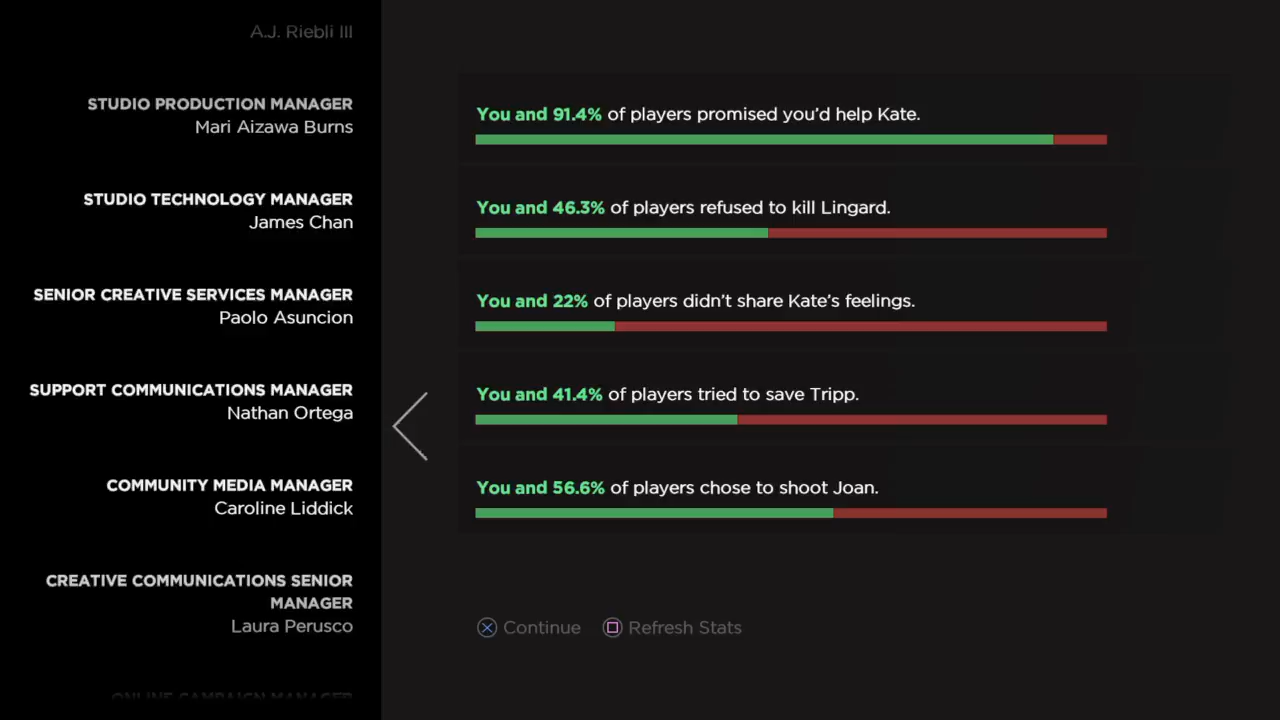 A.J. Riebli III
STUDIO PRODUCTION MANAGER
Mari Aizawa Burns
STUDIO TECHNOLOGY MANAGER
James Chan
SENIOR CREATIVE SERVICES MANAGER
Paolo Asuncion
SUPPORT COMMUNICATIONS MANAGER
Nathan Ortega
COMMUNITY MEDIA MANAGER
Caroline Liddick
CREATIVE COMMUNICATIONS SENIOR
MANAGER
Laura Perusco
ONLINE CAMPAIGN MANAGER
You and 91.4% of players promised you'd help Kate.
You and 46.3% of players refused to kill Lingard.
You and 22% of players didn't share Kate's feelings.
You and 41.4% of players tried to save Tripp.
You and 56.6% of players chose to shoot Joan.
Continue Refresh Stats